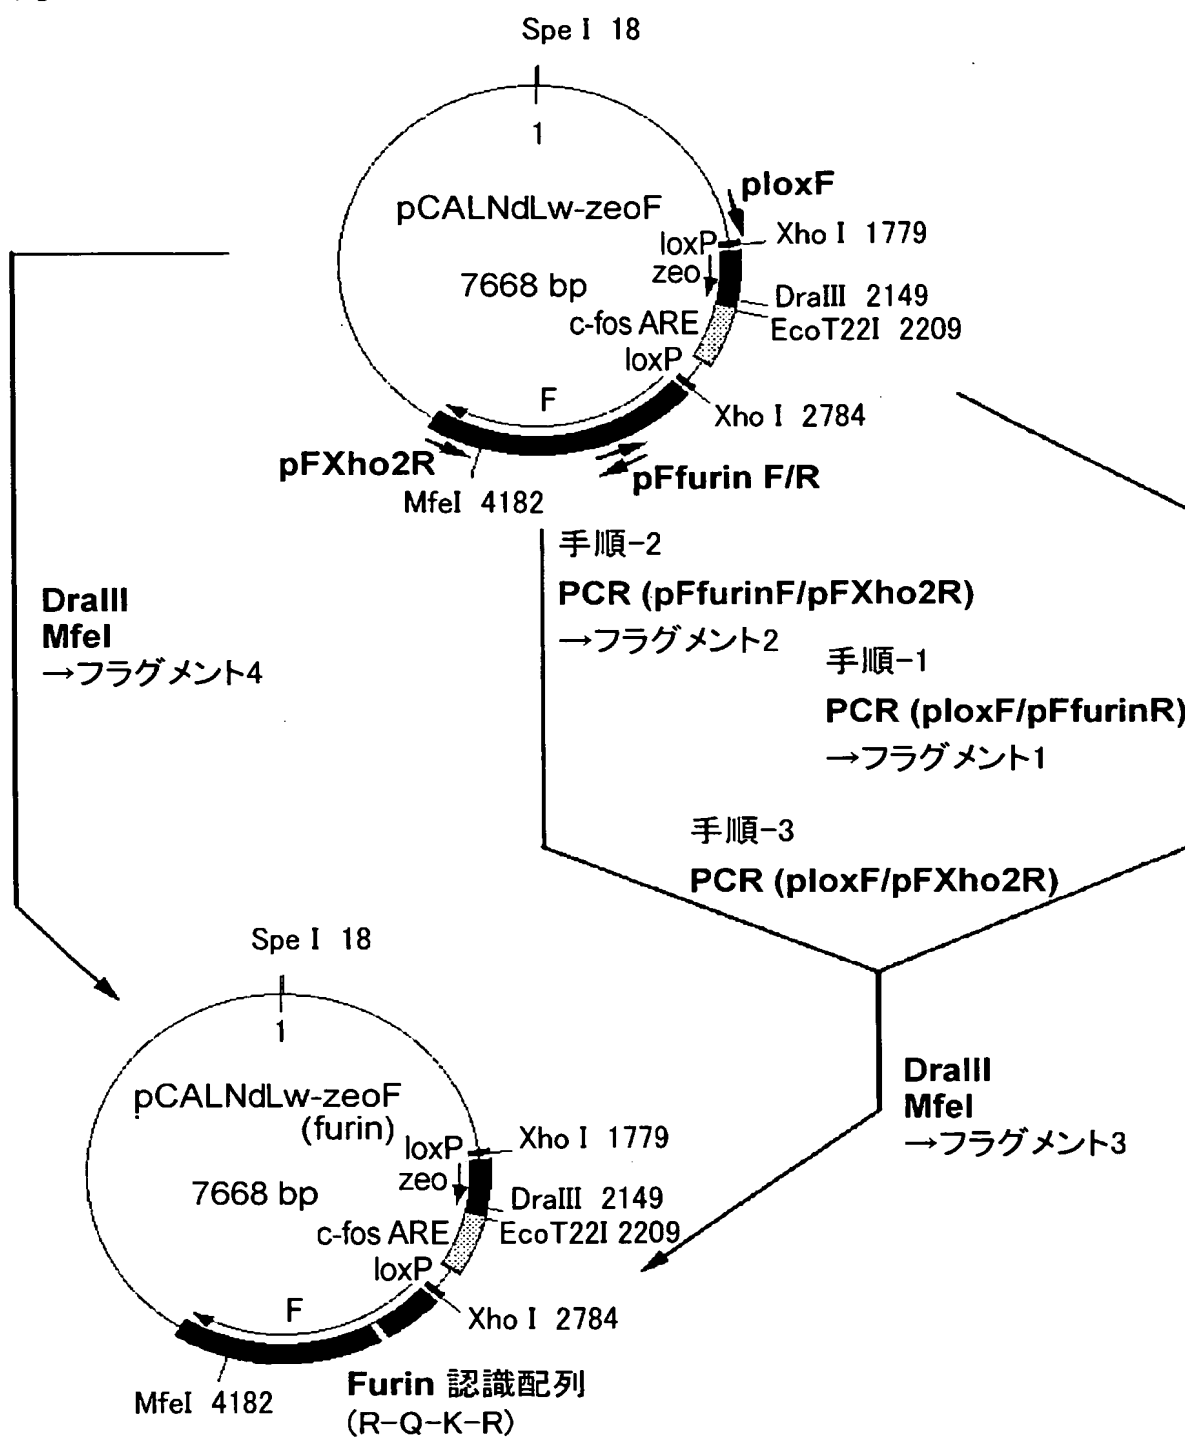 Spe I 18
1
pCALNdLw-zeoF
7668 bp
ploxF
loxP
Xho I 1779
zeo
DraIII 2149
c-fos ARE
EcoT22I 2209
loxP
F
Xho I 2784
pFXho2R
pFfurin F/R
MfeI 4182
手順-2
PCR (pFfurinF/pFXho2R)
→フラグメント2
DraIII
MfeI
→フラグメント4
手順-1
PCR (ploxF/pFfurinR)
→フラグメント1
手順-3
PCR (ploxF/pFXho2R)
Spe I 18
1
pCALNdLw-zeoF
(furin)
7668 bp
loxP
Xho I 1779
zeo
DraIII 2149
c-fos ARE
EcoT22I 2209
loxP
F
Xho I 2784
MfeI 4182
DraIII
MfeI
→フラグメント3
Furin 認識配列
(R-Q-K-R)